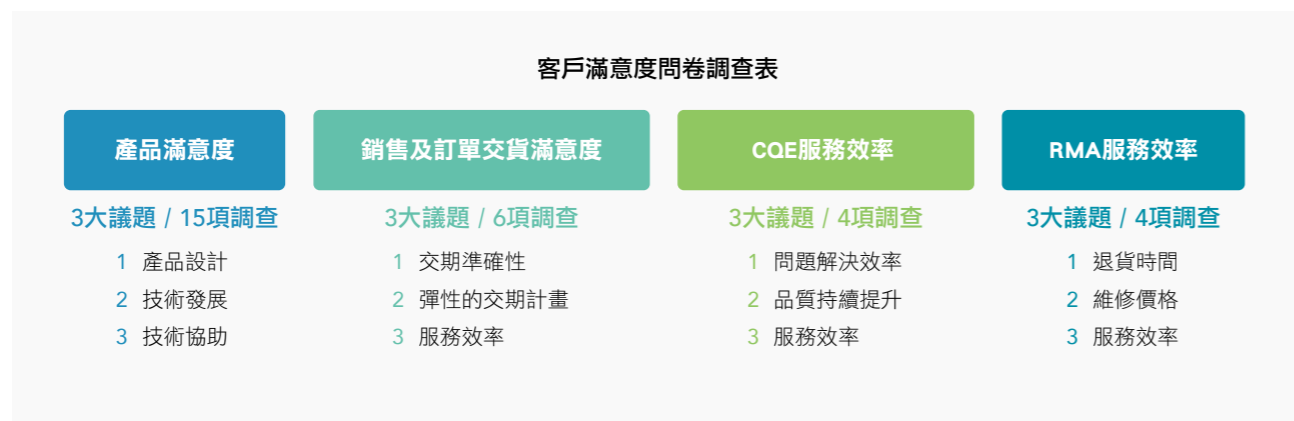 客戶滿意度問卷調查表
產品滿意度
3大議題 / 15項調查
1 產品設計
2 技術發展
3 技術協助
銷售及訂單交貨滿意度
3大議題 / 6項調查
1 交期準確性
2 彈性的交期計畫
3 服務效率
CQE服務效率
3大議題 / 4項調查
1 問題解決效率
2 品質持續提升
3 服務效率
RMA服務效率
3大議題 / 4項調查
1 退貨時間
2 維修價格
3 服務效率